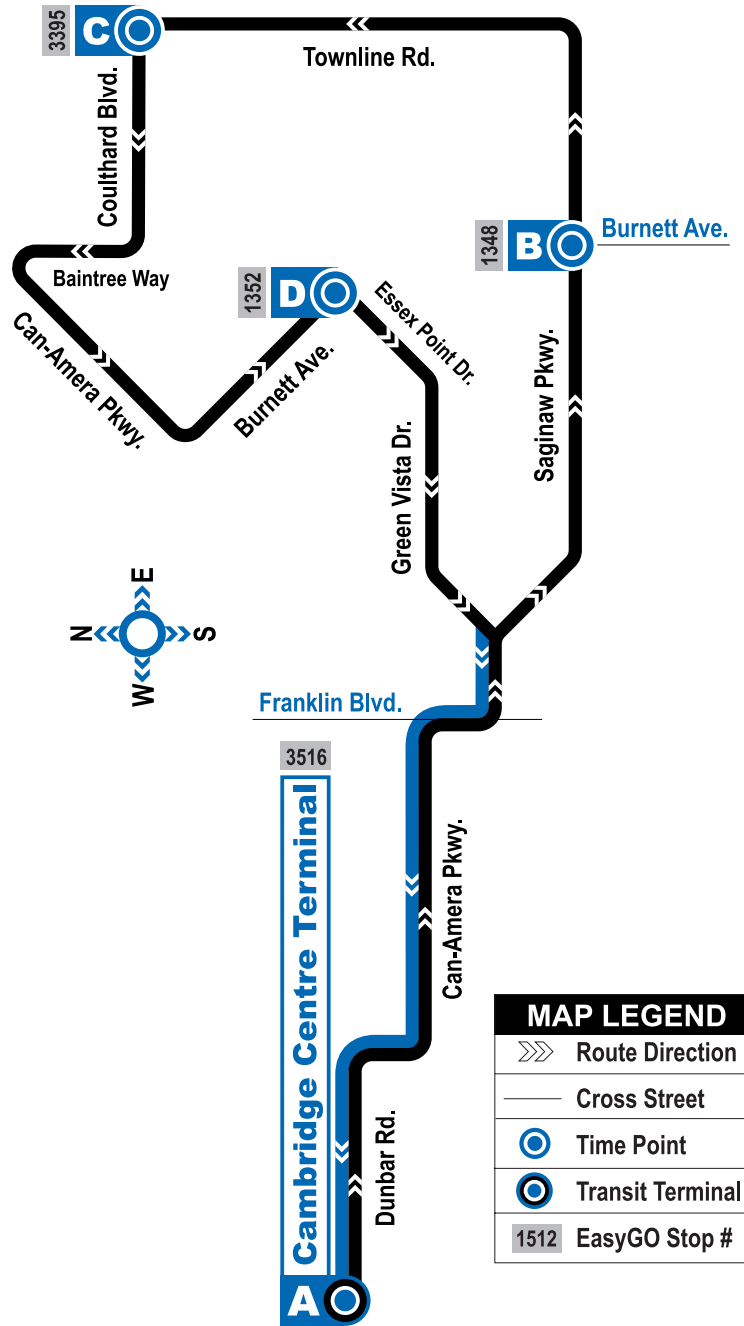 3395
C
Townline Rd.
Coulthard Blvd.
1348
B
Burnett Ave.
Baintree Way
1352
D
Essex Point Dr.
Can-Amera Pkwy.
Burnett Ave.
Saginaw Pkwy.
Green Vista Dr.
E
N
S
W
Franklin Blvd.
3516
Cambridge Centre Terminal
Can-Amera Pkwy.
Dunbar Rd.
A
MAP LEGEND
Route Direction
Cross Street
Time Point
Transit Terminal
1512 EasyGO Stop #